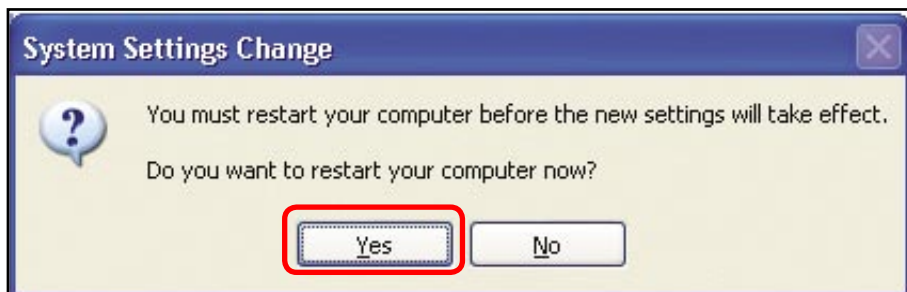 System Settings Change
You must restart your computer before the new settings will take effect.
Do you want to restart your computer now?
Yes No